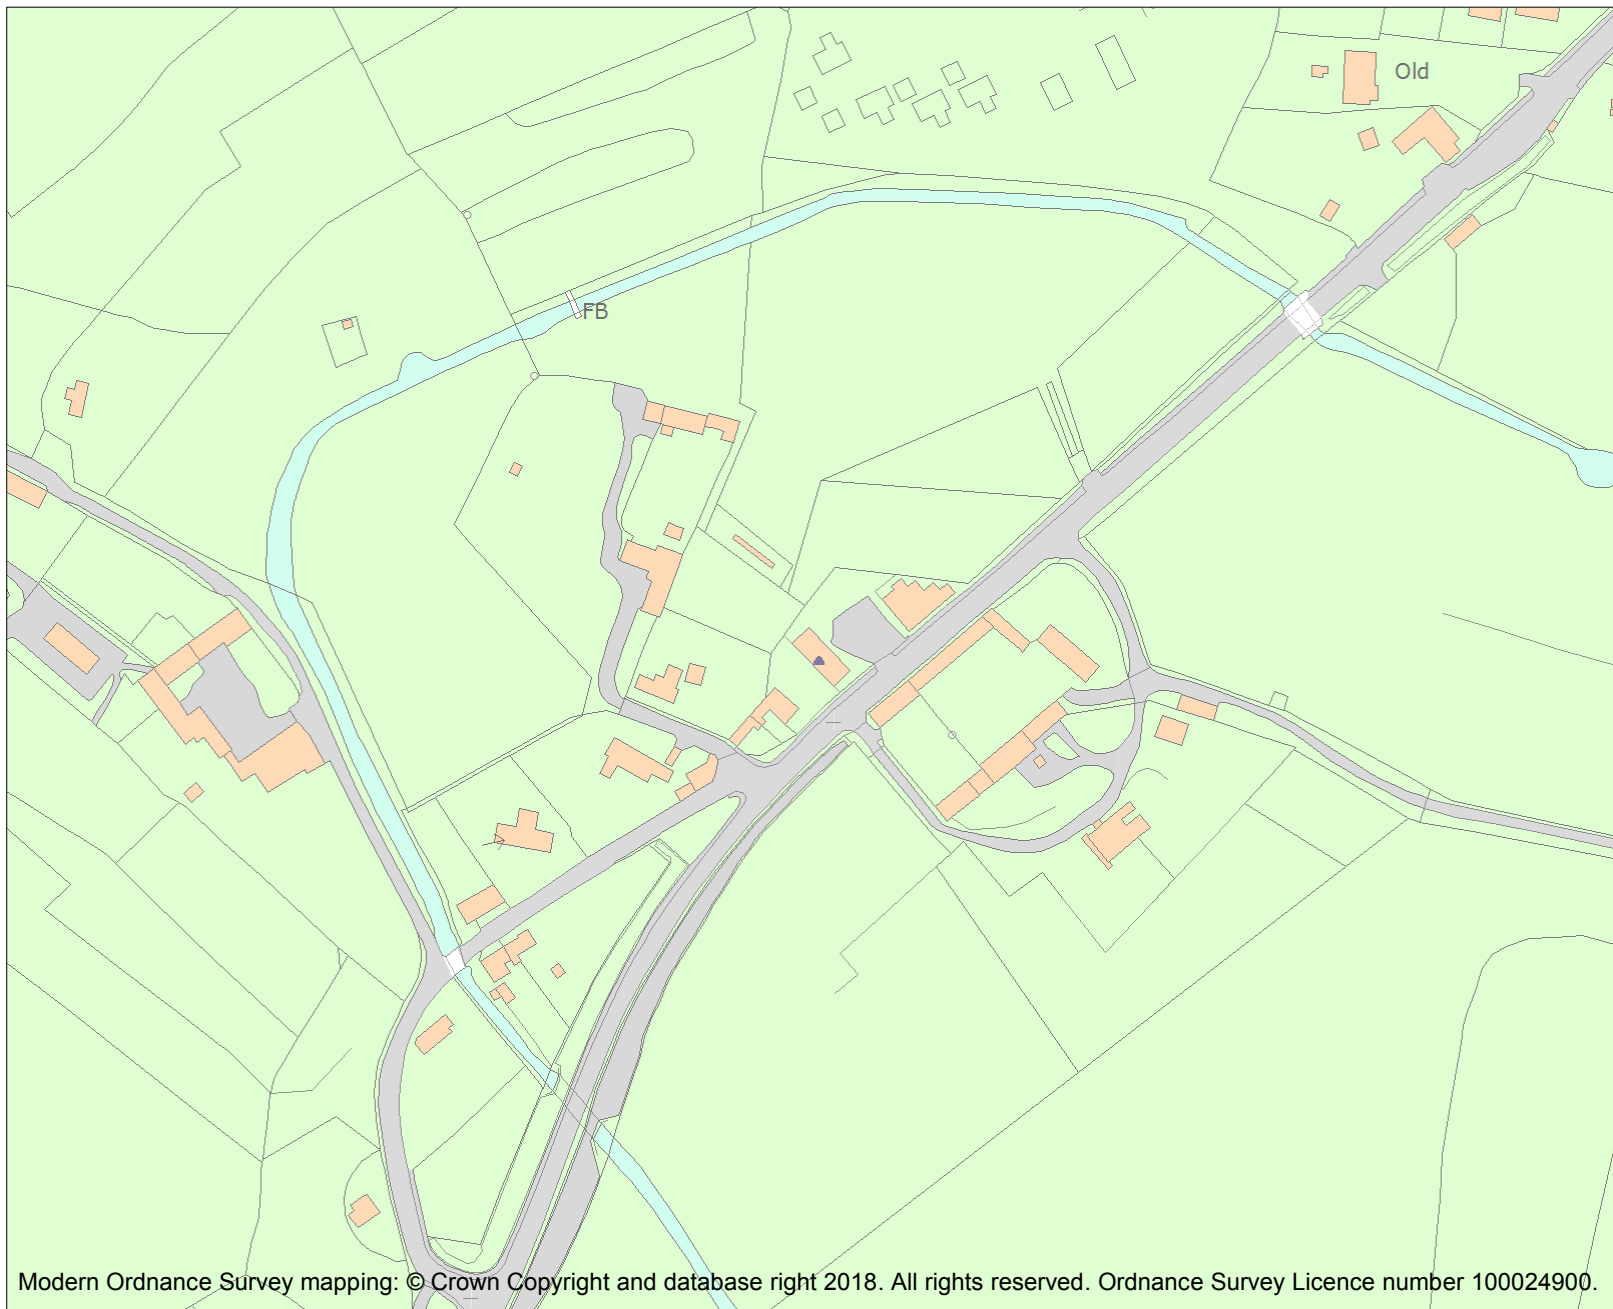 Old
FB
Modern Ordnance Survey mapping: © Crown Copyright and database right 2018. All rights reserved. Ordnance Survey Licence number 100024900.